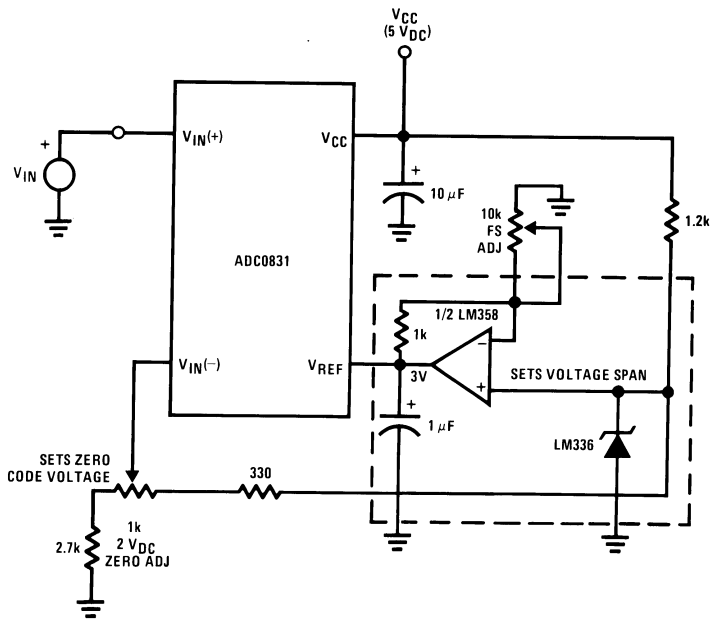 VCC
(5 VDC)
VIN(+)
VCC
+
VIN
+
10 μF
10k
FS
ADJ
1.2k
ADC0831
1/2 LM358
1k
−
VIN(−)
VREF
3V
+
SETS VOLTAGE SPAN
+
1 μF
LM336
SETS ZERO
CODE VOLTAGE
330
1k
2 VDC
ZERO ADJ
2.7k